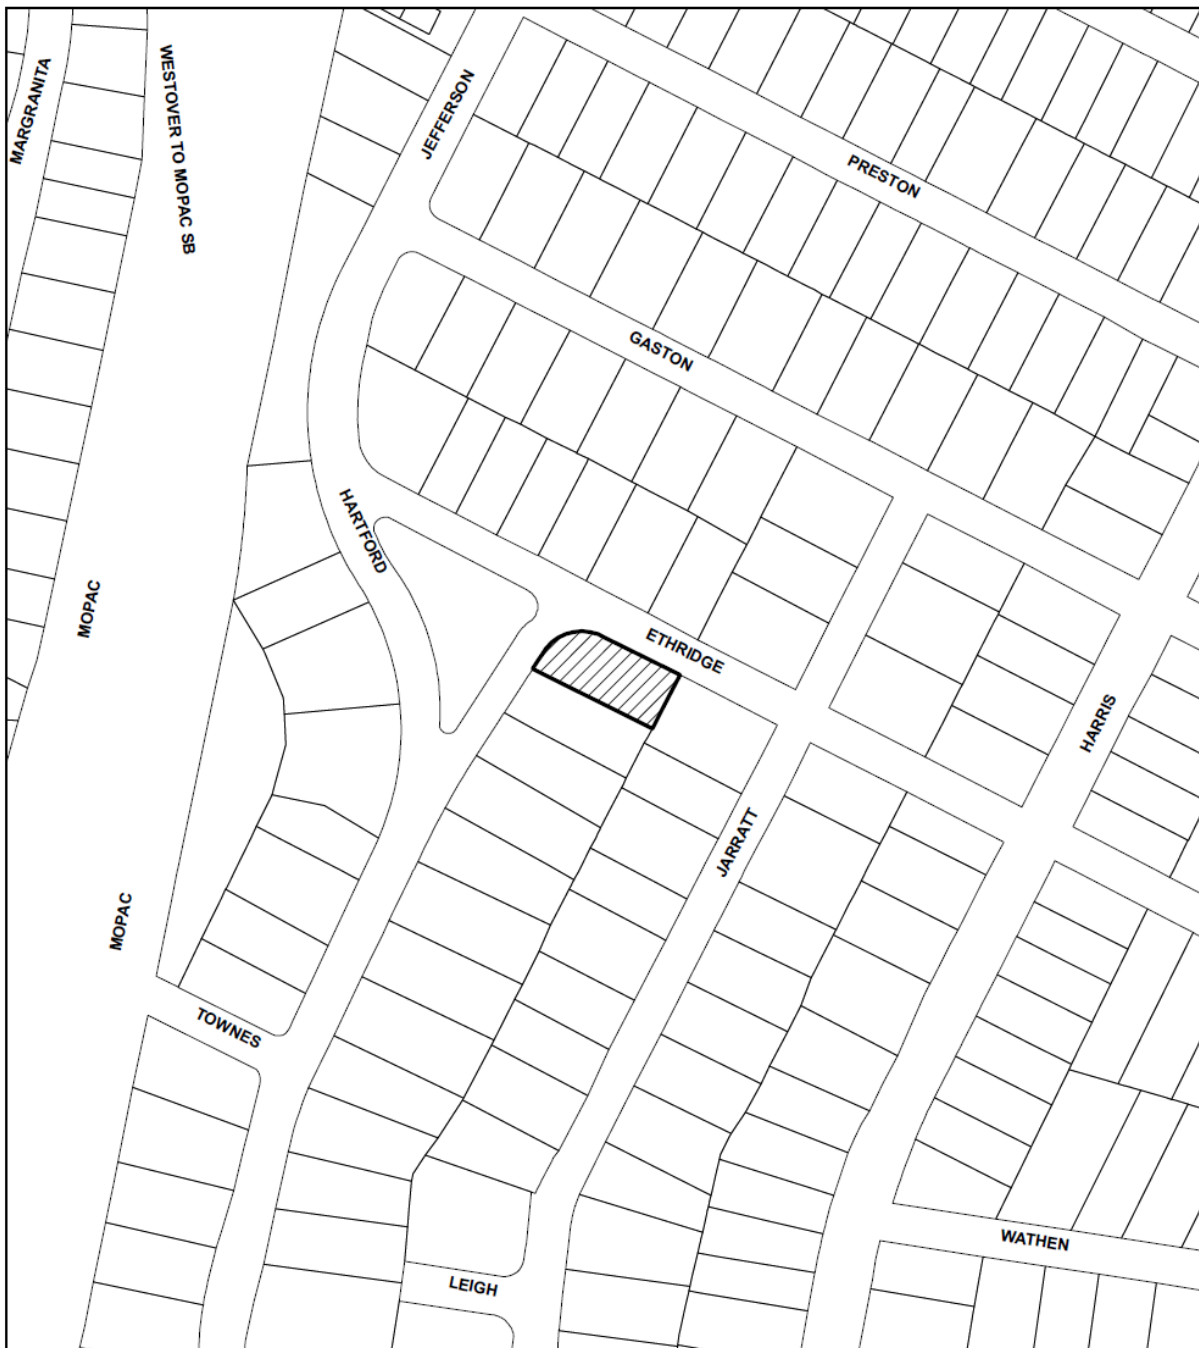 MARGRANITA
WESTOVER TO MOPAC SB
JEFFERSON
PRESTON
GASTON
HARTFORD
MOPAC
ETHRIDGE
HARRIS
JARRATT
MOPAC
TOWNES
WATHEN
LEIGH